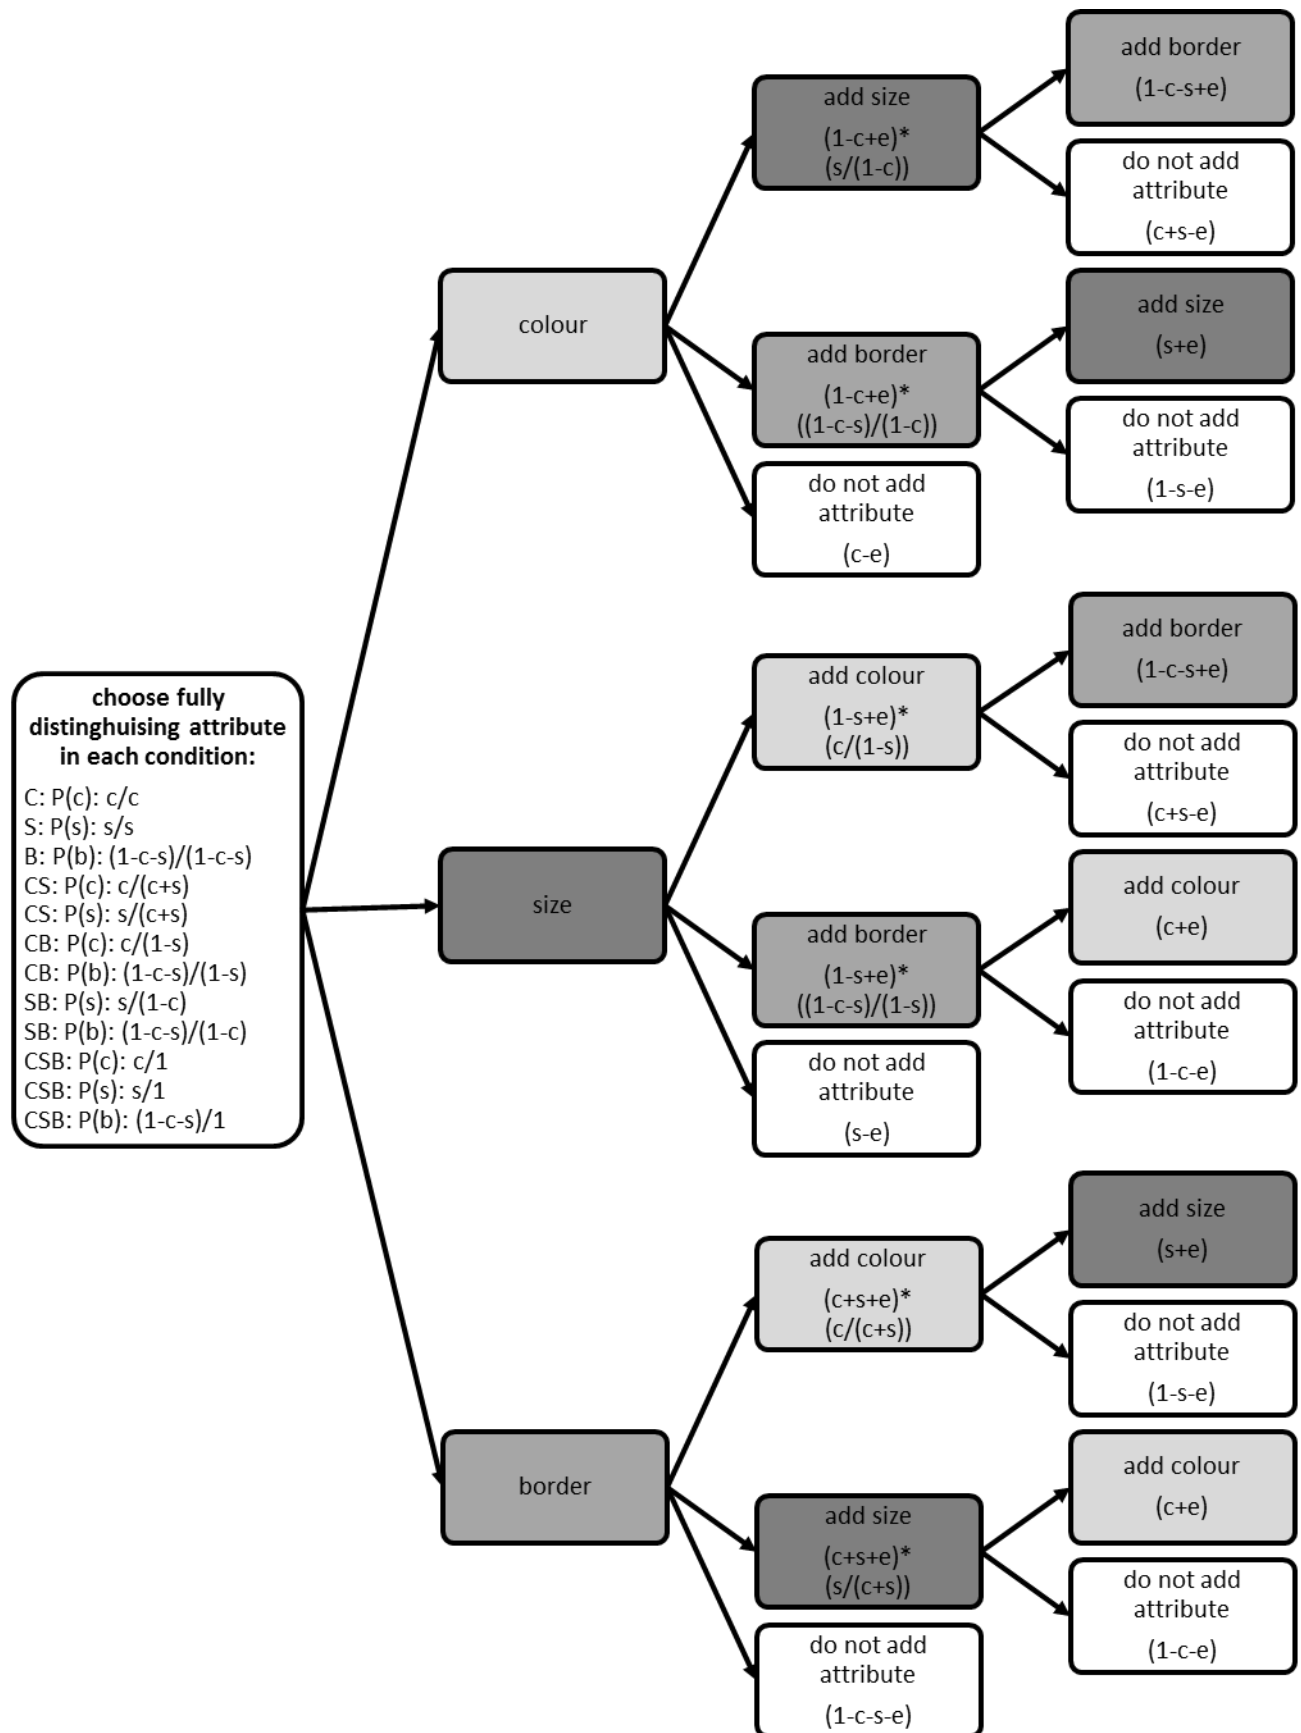 choose fully
distinghuising attribute
in each condition:
C: P(c): c/c
S: P(s): s/s
B: P(b): (1-c-s)/(1-c-s)
CS: P(c): c/(c+s)
CS: P(s): s/(c+s)
CB: P(c): c/(1-s)
CB: P(b): (1-c-s)/(1-s)
SB: P(s): s/(1-c)
SB: P(b): (1-c-s)/(1-c)
CSB: P(c): c/1
CSB: P(s): s/1
CSB: P(b): (1-c-s)/1
colour
add size
(1-c+e)*
(s/(1-c))
add border
(1-c-s+e)
do not add
attribute
(c+s-e)
add border
(1-c+e)*
((1-c-s)/(1-c))
add size
(s+e)
do not add
attribute
(1-s-e)
do not add
attribute
(c-e)
size
add colour
(1-s+e)*
(c/(1-s))
add border
(1-c-s+e)
do not add
attribute
(c+s-e)
add border
(1-s+e)*
((1-c-s)/(1-s))
add colour
(c+e)
do not add
attribute
(1-c-e)
do not add
attribute
(s-e)
border
add colour
(c+s+e)*
(c/(c+s))
add size
(s+e)
do not add
attribute
(1-s-e)
add size
(c+s+e)*
(s/(c+s))
add colour
(c+e)
do not add
attribute
(1-c-e)
do not add
attribute
(1-c-s-e)